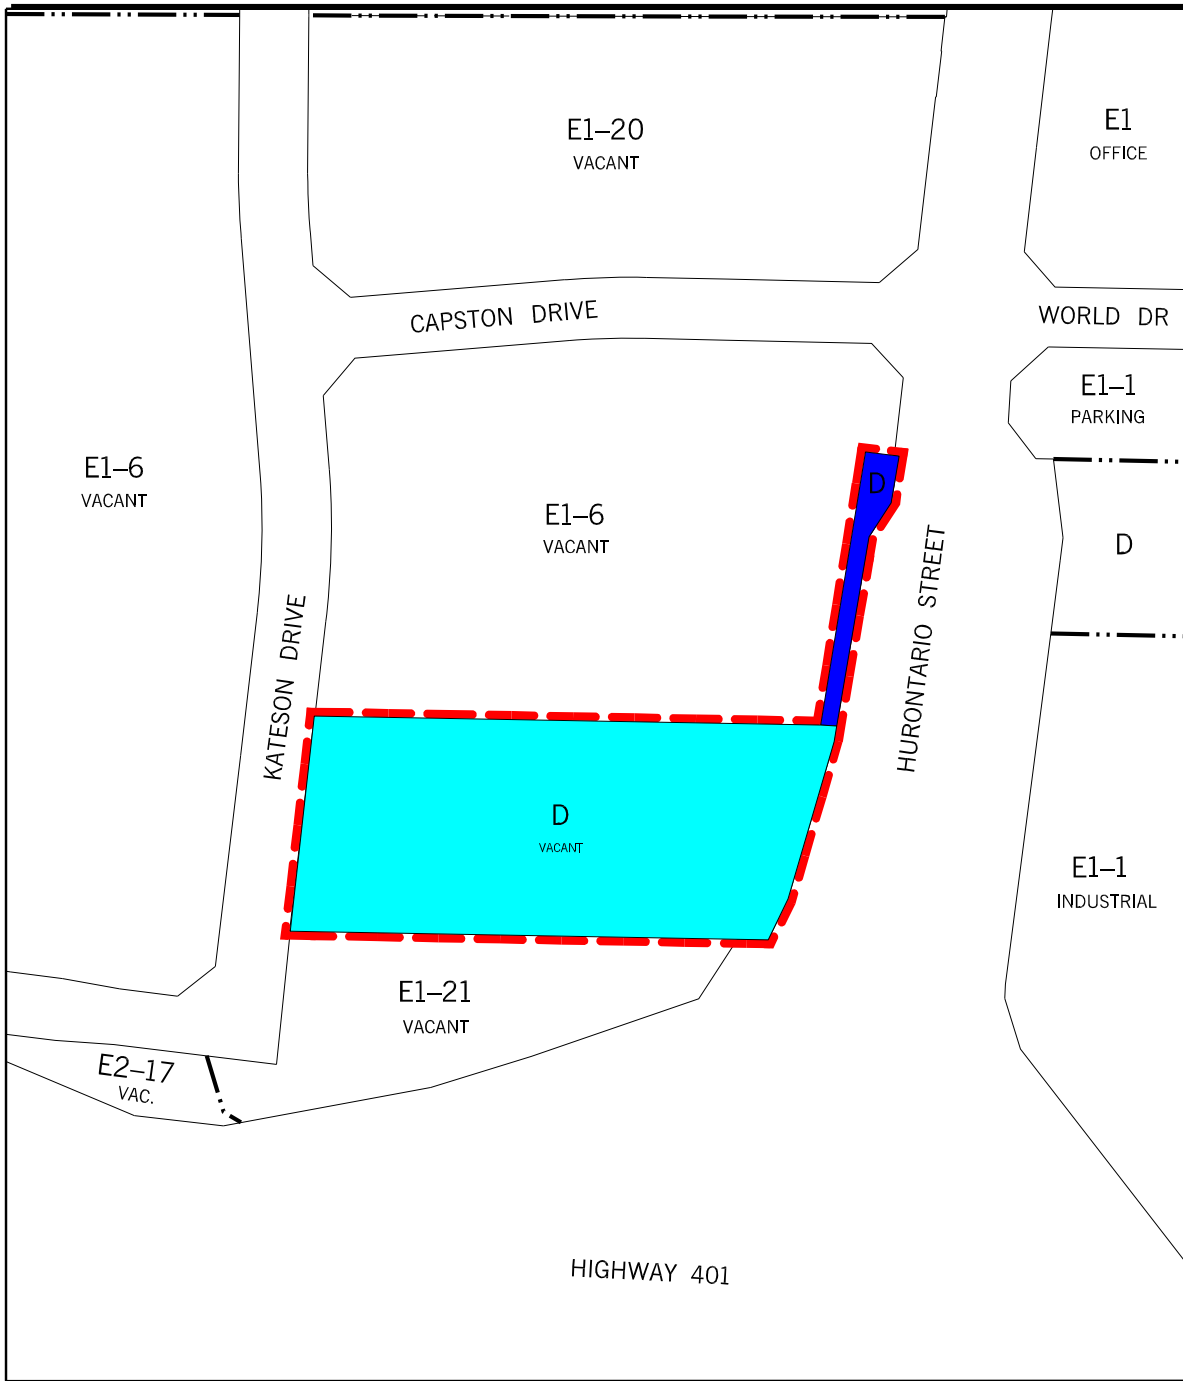 E1
OFFICE
E1–20
VACANT
CAPSTON DRIVE
WORLD DR
E1–1
PARKING
E1–6
VACANT
D
E1–6
VACANT
D
HURONTARIO STREET
KATESON DRIVE
D
VACANT
E1–1
INDUSTRIAL
E1–21
VACANT
E2–17
VAC.
HIGHWAY 401